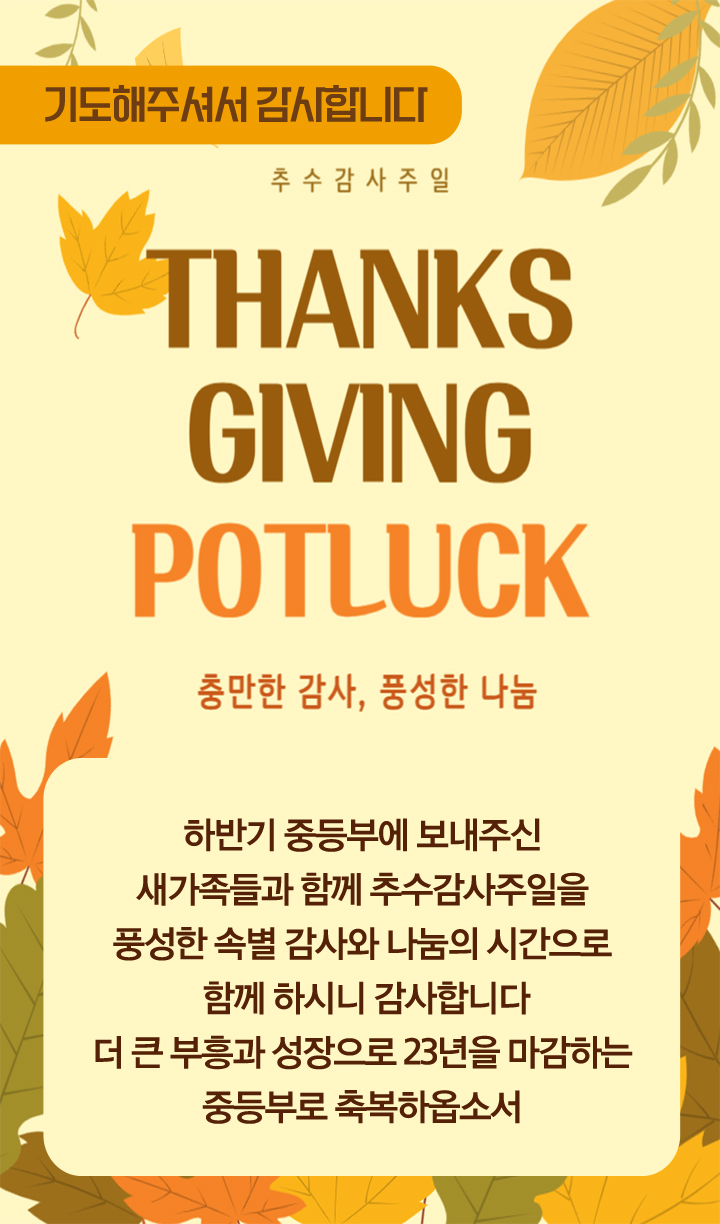 기도해주셔서 감사합니다
추수감사주일
THANKS
GIVING
POTLUCK
충만한 감사, 풍성한 나눔
하반기 중등부에 보내주신
새가족들과 함께 추수감사주일을
풍성한 속별 감사와 나눔의 시간으로
함께 하시니 감사합니다
더 큰 부흥과 성장으로 23년을 마감하는
중등부로 축복하옵소서